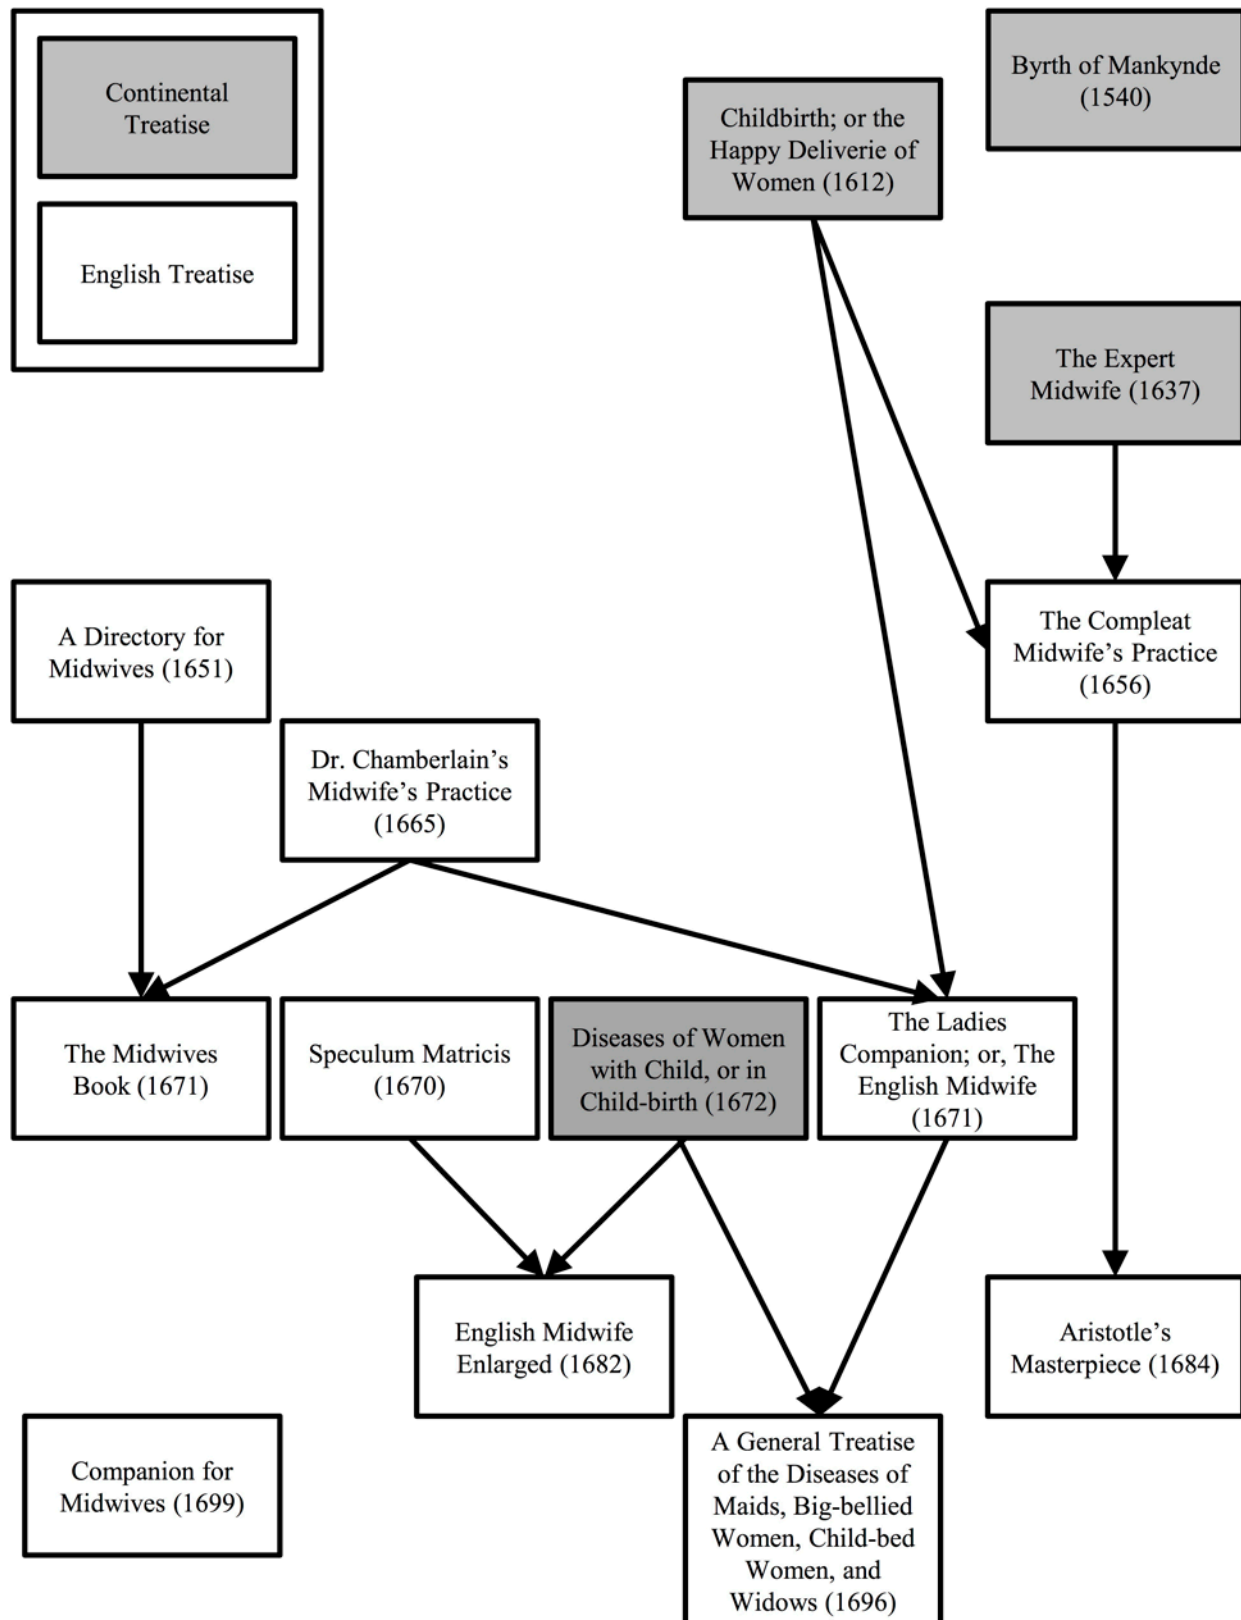 Continental
Treatise
English Treatise
Byrth of Mankynde
(1540)
Childbirth; or the
Happy Deliverie of
Women (1612)
The Expert
Midwife (1637)
A Directory for
Midwives (1651)
The Compleat
Midwife’s Practice
(1656)
Dr. Chamberlain’s
Midwife’s Practice
(1665)
The Midwives
Book (1671)
Speculum Matricis
(1670)
Diseases of Women
with Child, or in
Child-birth (1672)
The Ladies
Companion; or, The
English Midwife
(1671)
English Midwife
Enlarged (1682)
Aristotle’s
Masterpiece (1684)
Companion for
Midwives (1699)
A General Treatise
of the Diseases of
Maids, Big-bellied
Women, Child-bed
Women, and
Widows (1696)